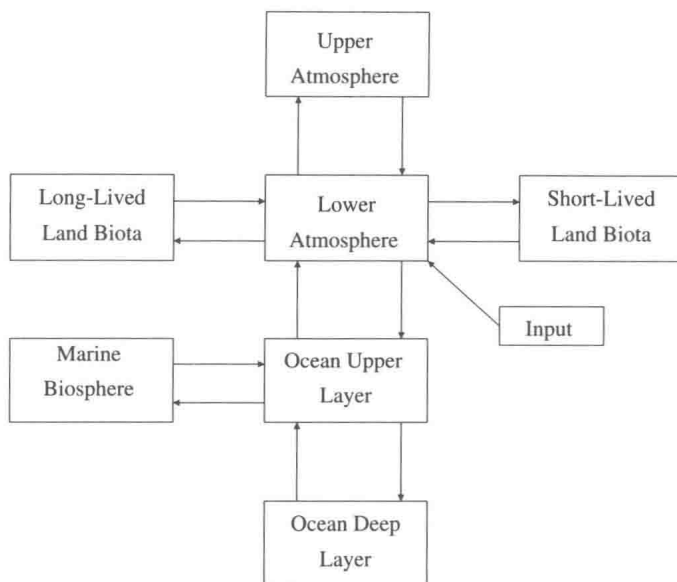 Upper
Atmosphere
Long-Lived
Land Biota
Lower
Atmosphere
Short-Lived
Land Biota
Input
Marine
Biosphere
Ocean Upper
Layer
Ocean Deep
Layer